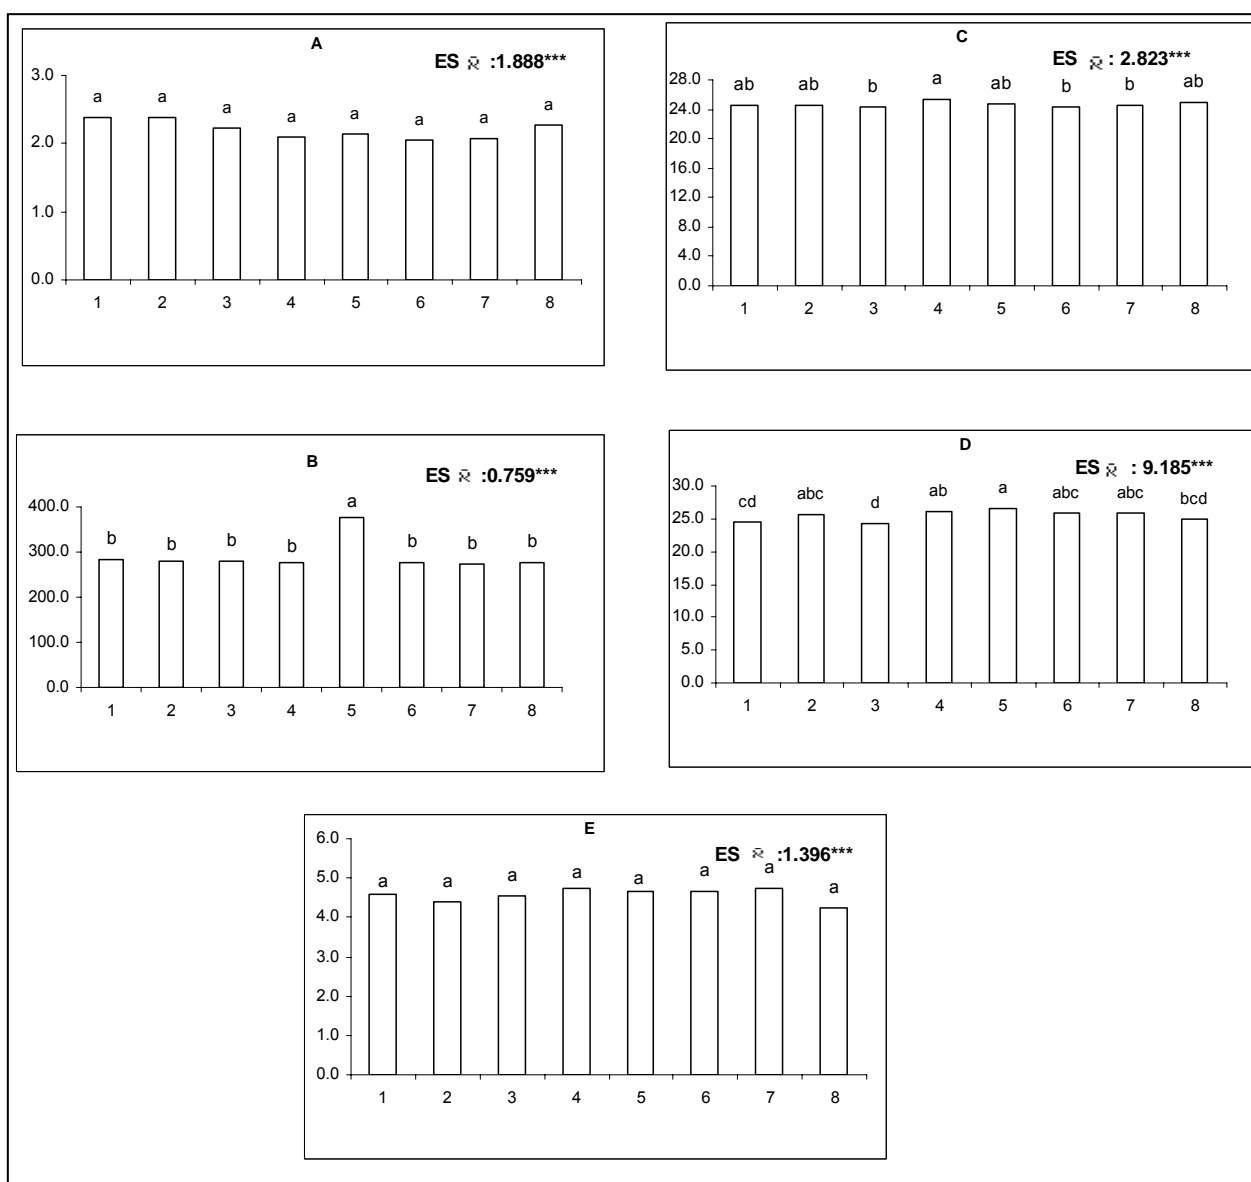 A
ES x̄ :1.888***
3.0
2.0
1.0
0.0
a a a a a a a a
1 2 3 4 5 6 7 8
C
ES x̄ : 2.823***
28.0
24.0
20.0
16.0
12.0
8.0
4.0
0.0
ab ab b a ab b b ab
1 2 3 4 5 6 7 8
B
ES x̄ :0.759***
400.0
300.0
200.0
100.0
0.0
b b b b a b b b
1 2 3 4 5 6 7 8
D
ES x̄ : 9.185***
30.0
25.0
20.0
15.0
10.0
5.0
0.0
cd abc d ab a abc abc bcd
1 2 3 4 5 6 7 8
E
ES x̄ :1.396***
6.0
5.0
4.0
3.0
2.0
1.0
0.0
a a a a a a a a
1 2 3 4 5 6 7 8